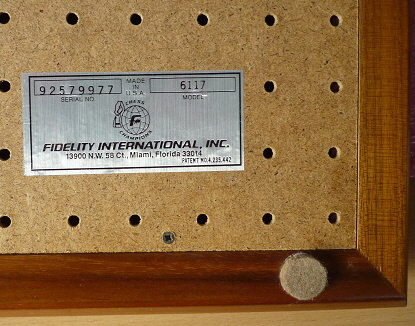 92579977 MADE IN U.S.A. 6117
SERIAL NO. MODEL
CHESS
F
CHAMPIONS
FIDELITY INTERNATIONAL, INC.
13900 N.W. 58 Ct., Miami, Florida 33014
PATENT NO.4,235,442